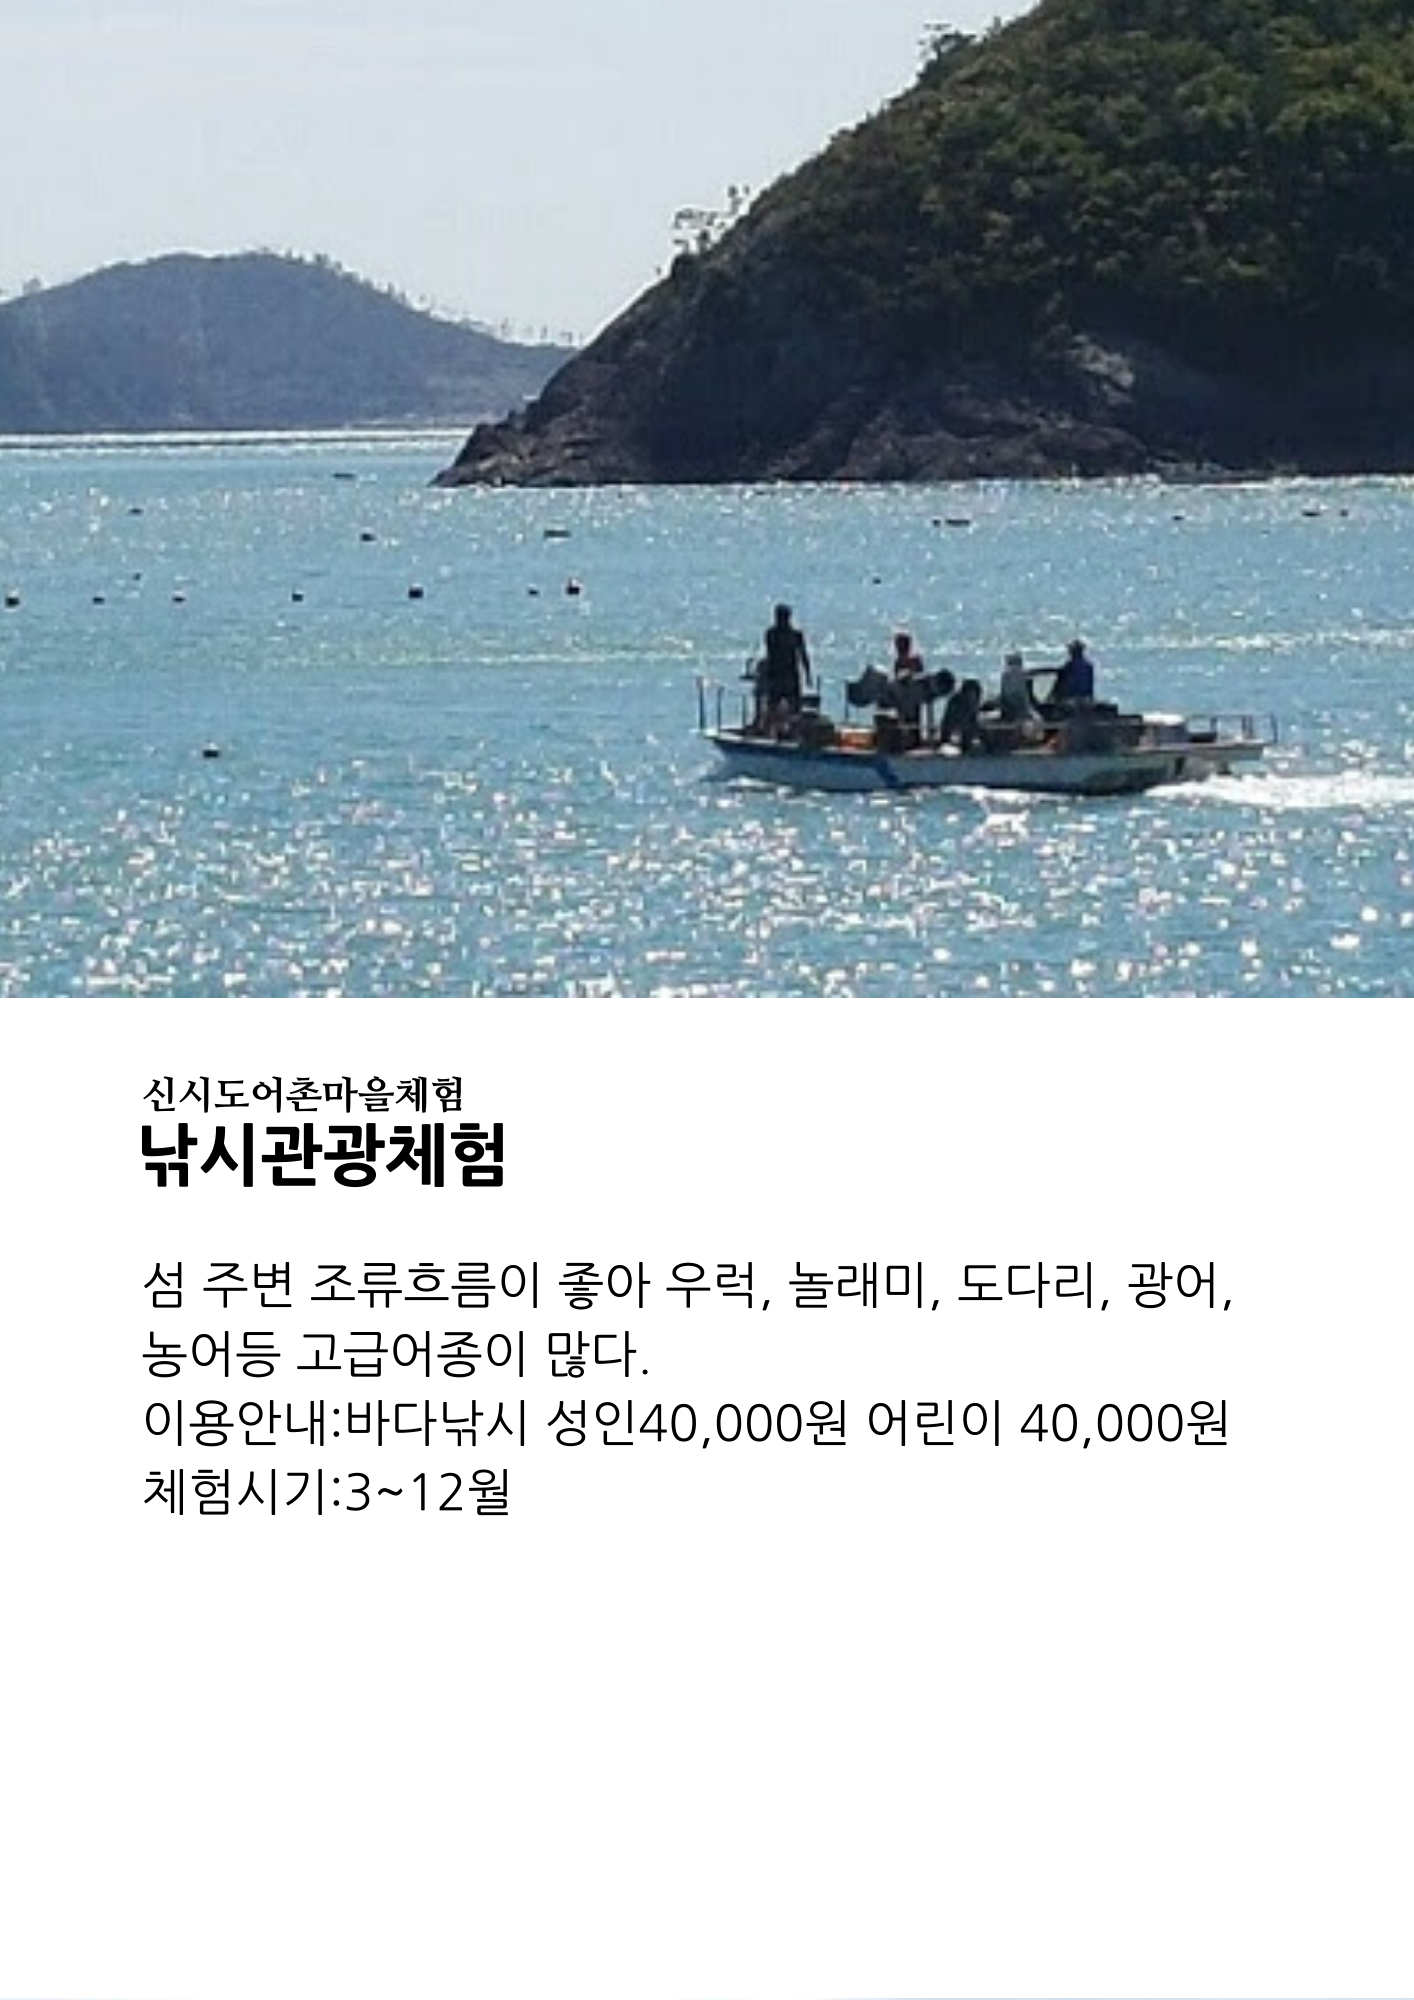 신시도어촌마을체험
낚시관광체험
섬 주변 조류흐름이 좋아 우럭, 놀래미, 도다리, 광어,
농어등 고급어종이 많다.
이용안내:바다낚시 성인40,000원 어린이 40,000원
체험시기:3~12월